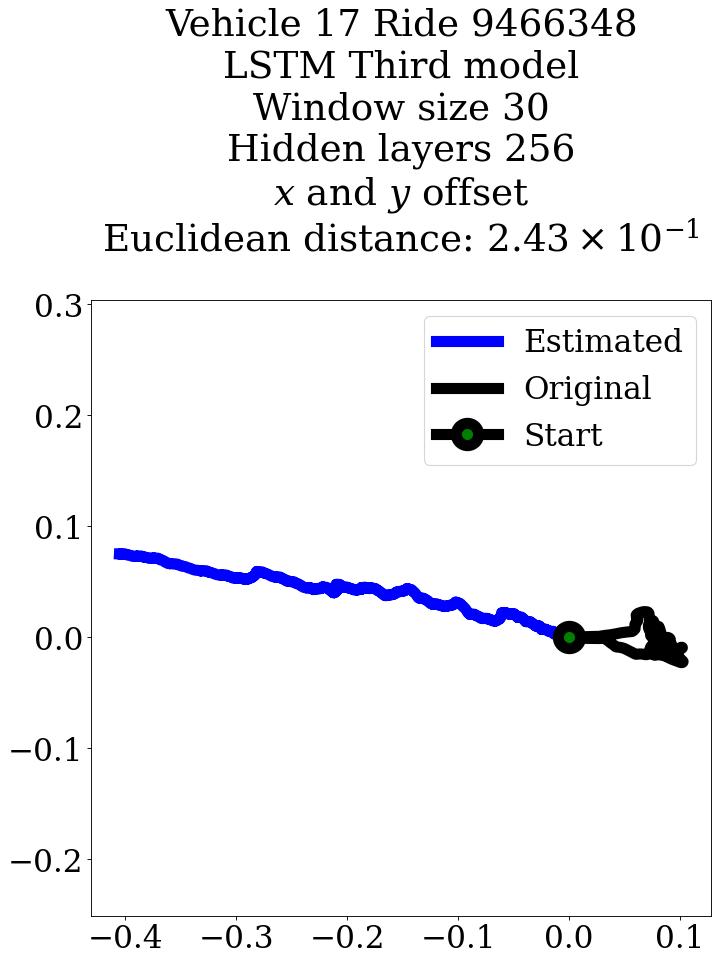 Vehicle 17 Ride 9466348
LSTM Third model
Window size 30
Hidden layers 256
x and y offset
Euclidean distance: 2.43 × 10⁻¹
0.3
0.2
0.1
0.0
−0.1
−0.2
Estimated
Original
Start
−0.4 −0.3 −0.2 −0.1 0.0 0.1